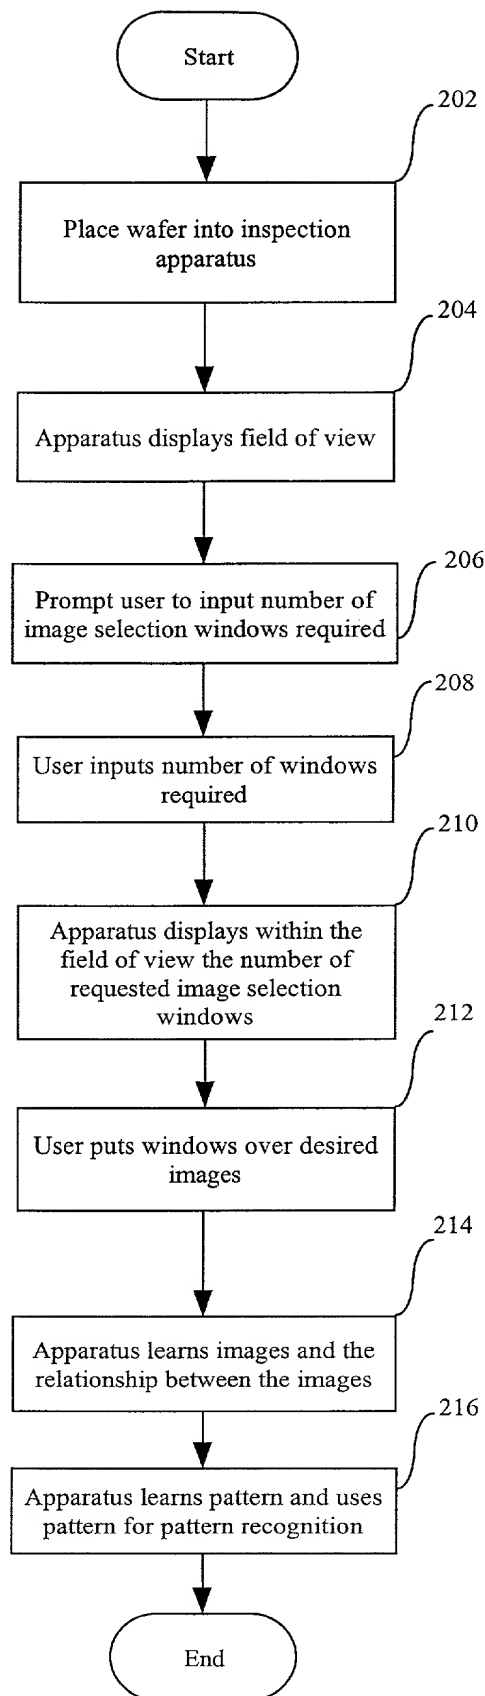 Start
202
Place wafer into inspection
apparatus
204
Apparatus displays field of view
206
Prompt user to input number of
image selection windows required
208
User inputs number of windows
required
210
Apparatus displays within the
field of view the number of
requested image selection
windows
212
User puts windows over desired
images
214
Apparatus learns images and the
relationship between the images
216
Apparatus learns pattern and uses
pattern for pattern recognition
End